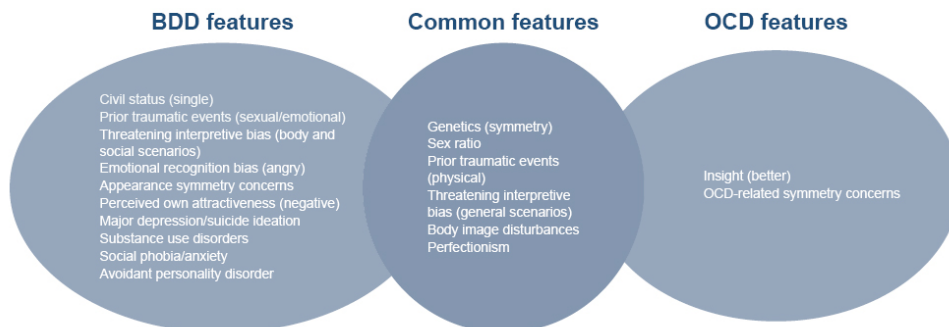 BDD features
Common features
OCD features
Civil status (single)
Prior traumatic events (sexual/emotional)
Threatening interpretive bias (body and
social scenarios)
Emotional recognition bias (angry)
Appearance symmetry concerns
Perceived own attractiveness (negative)
Major depression/suicide ideation
Substance use disorders
Social phobia/anxiety
Avoidant personality disorder
Genetics (symmetry)
Sex ratio
Prior traumatic events
(physical)
Threatening interpretive
bias (general scenarios)
Body image disturbances
Perfectionism
Insight (better)
OCD-related symmetry concerns